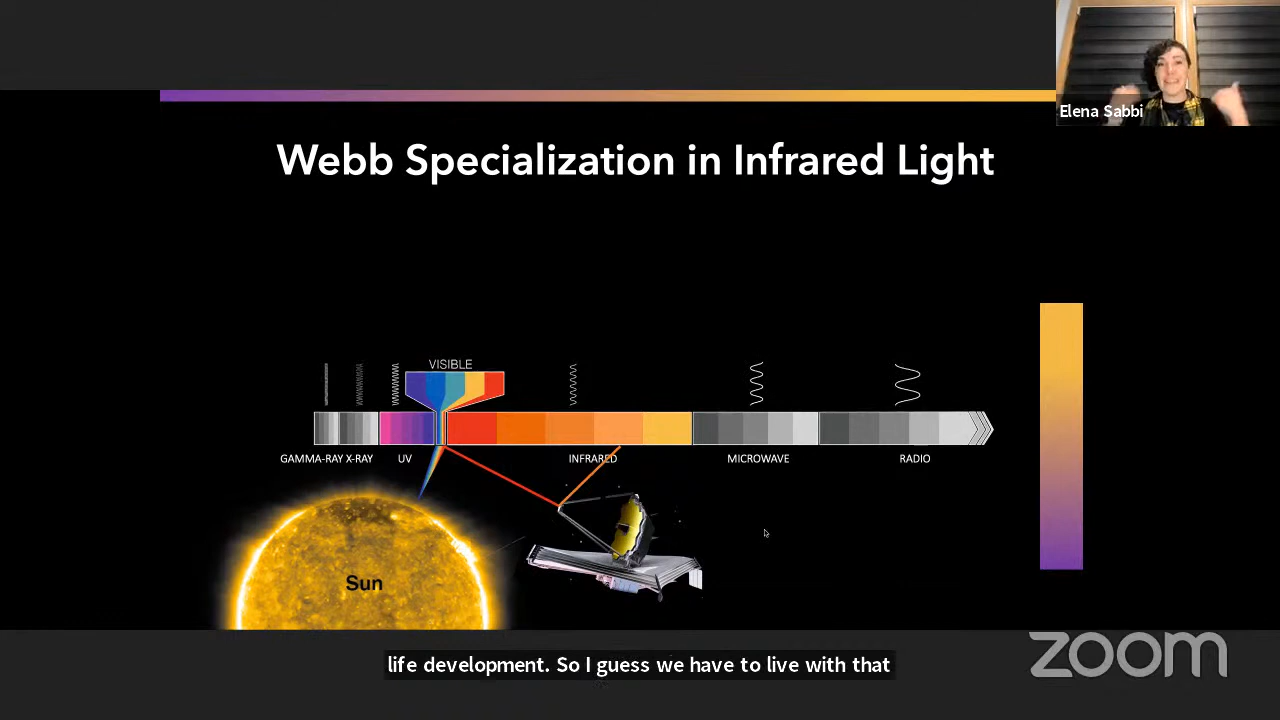 Elena Sabbi
Webb Specialization in Infrared Light
VISIBLE
GAMMA-RAY X-RAY UV INFRARED MICROWAVE RADIO
Sun
life development. So I guess we have to live with that
zoom